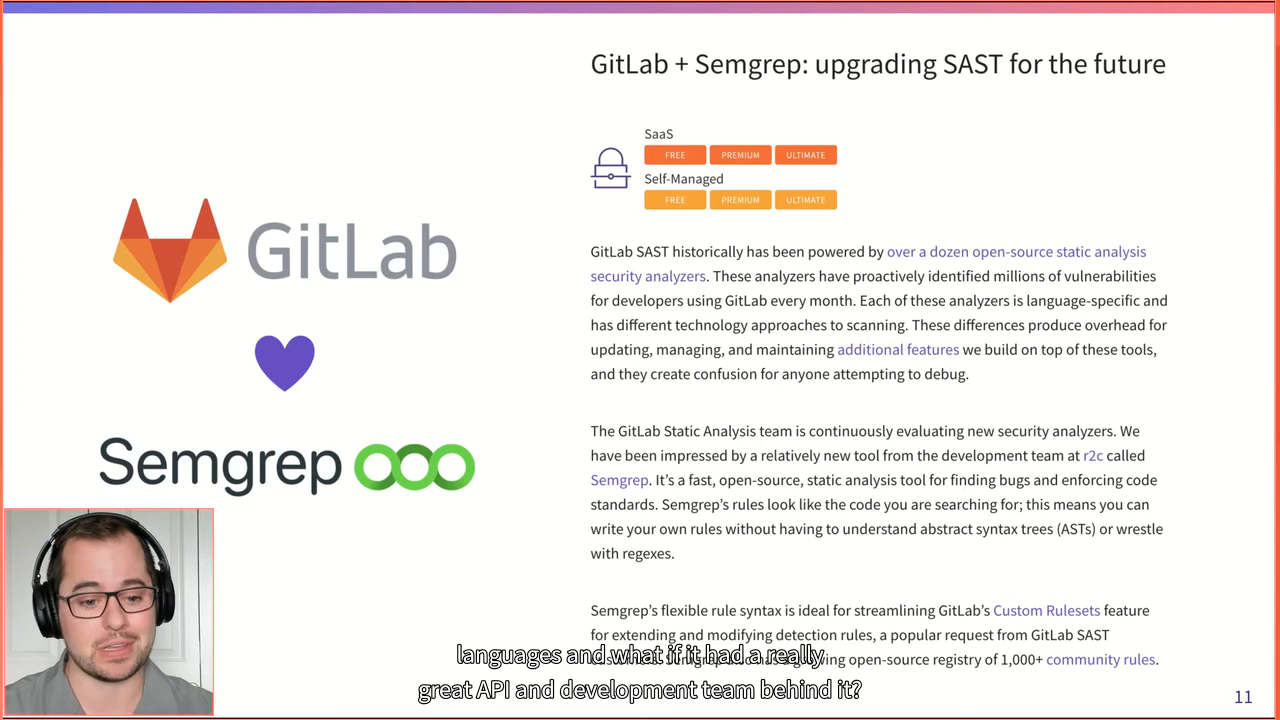 GitLab + Semgrep: upgrading SAST for the future
SaaS
FREE PREMIUM ULTIMATE
Self-Managed
FREE PREMIUM ULTIMATE
GitLab SAST historically has been powered by over a dozen open-source static analysis
security analyzers. These analyzers have proactively identified millions of vulnerabilities
for developers using GitLab every month. Each of these analyzers is language-specific and
has different technology approaches to scanning. These differences produce overhead for
updating, managing, and maintaining additional features we build on top of these tools,
and they create confusion for anyone attempting to debug.
The GitLab Static Analysis team is continuously evaluating new security analyzers. We
have been impressed by a relatively new tool from the development team at r2c called
Semgrep. It’s a fast, open-source, static analysis tool for finding bugs and enforcing code
standards. Semgrep’s rules look like the code you are searching for; this means you can
write your own rules without having to understand abstract syntax trees (ASTs) or wrestle
with regexes.
Semgrep’s flexible rule syntax is ideal for streamlining GitLab’s Custom Rulesets feature
for extending and modifying detection rules, a popular request from GitLab SAST
open-source registry of 1,000+ community rules.
GitLab
Semgrep
languages and what if it had a really
great API and development team behind it?
11